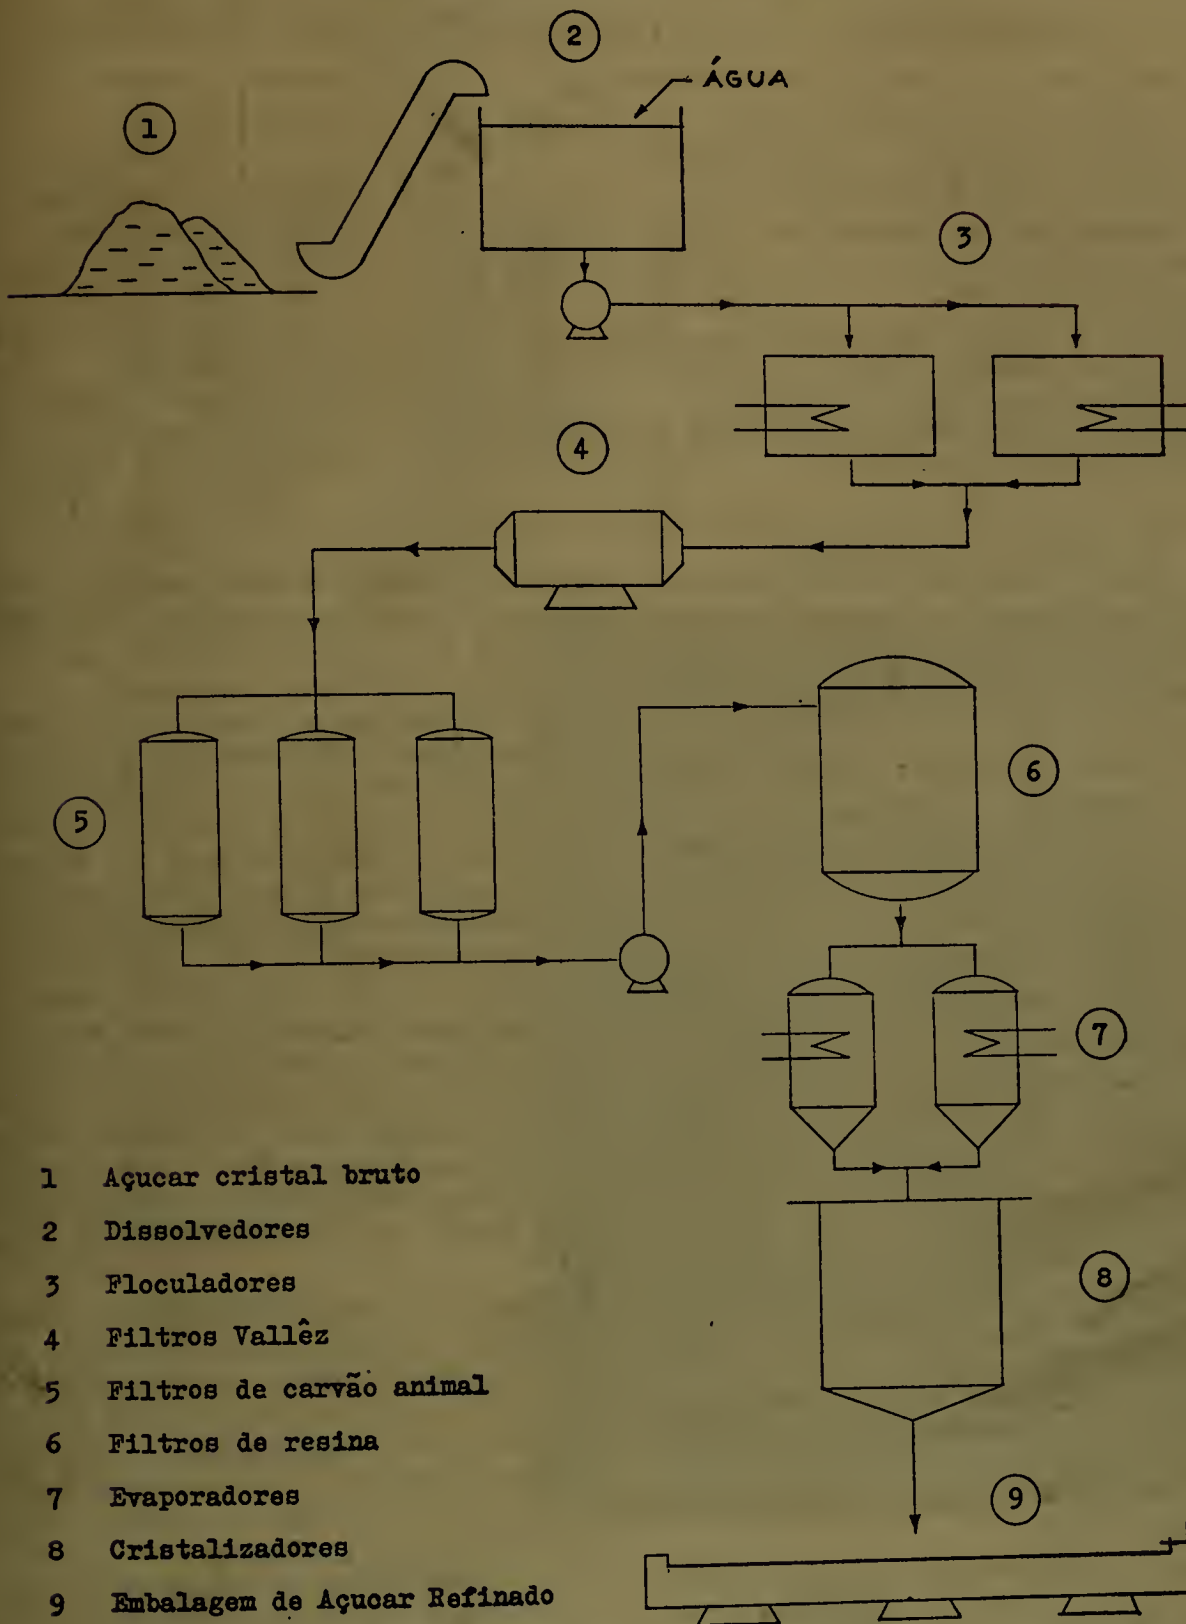 2
ÁGUA
1
3
4
6
5
7
8
9
1 Açucar cristal bruto
2 Dissolvedores
3 Floculadores
4 Filtros Vallêz
5 Filtros de carvão animal
6 Filtros de resina
7 Evaporadores
8 Cristalizadores
9 Embalagem de Açucar Refinado